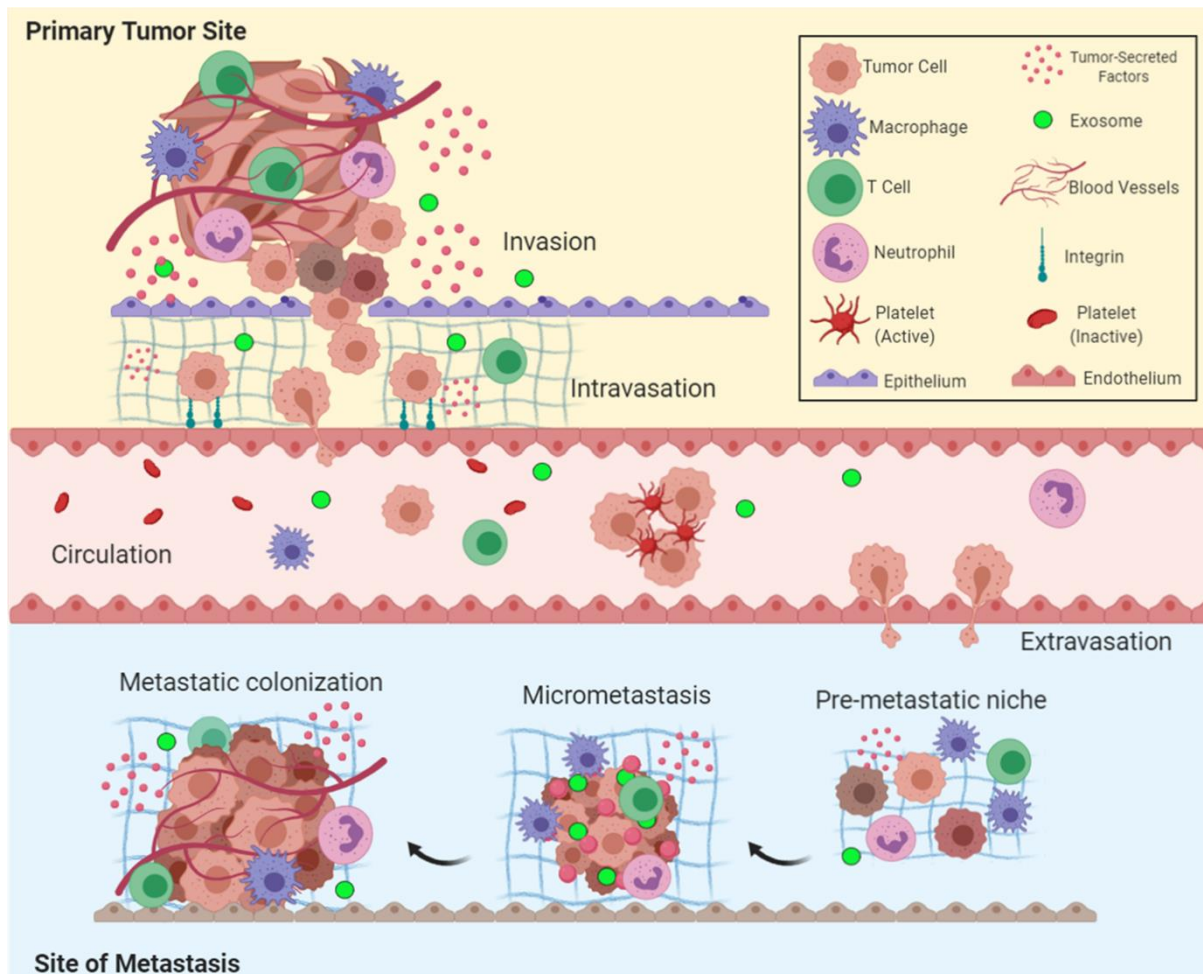 Primary Tumor Site
Tumor Cell
Tumor-Secreted
Factors
Macrophage
Exosome
T Cell
Blood Vessels
Neutrophil
Integrin
Platelet
(Active)
Platelet
(Inactive)
Epithelium
Endothelium
Invasion
Intravasation
Circulation
Extravasation
Metastatic colonization
Micrometastasis
Pre-metastatic niche
Site of Metastasis